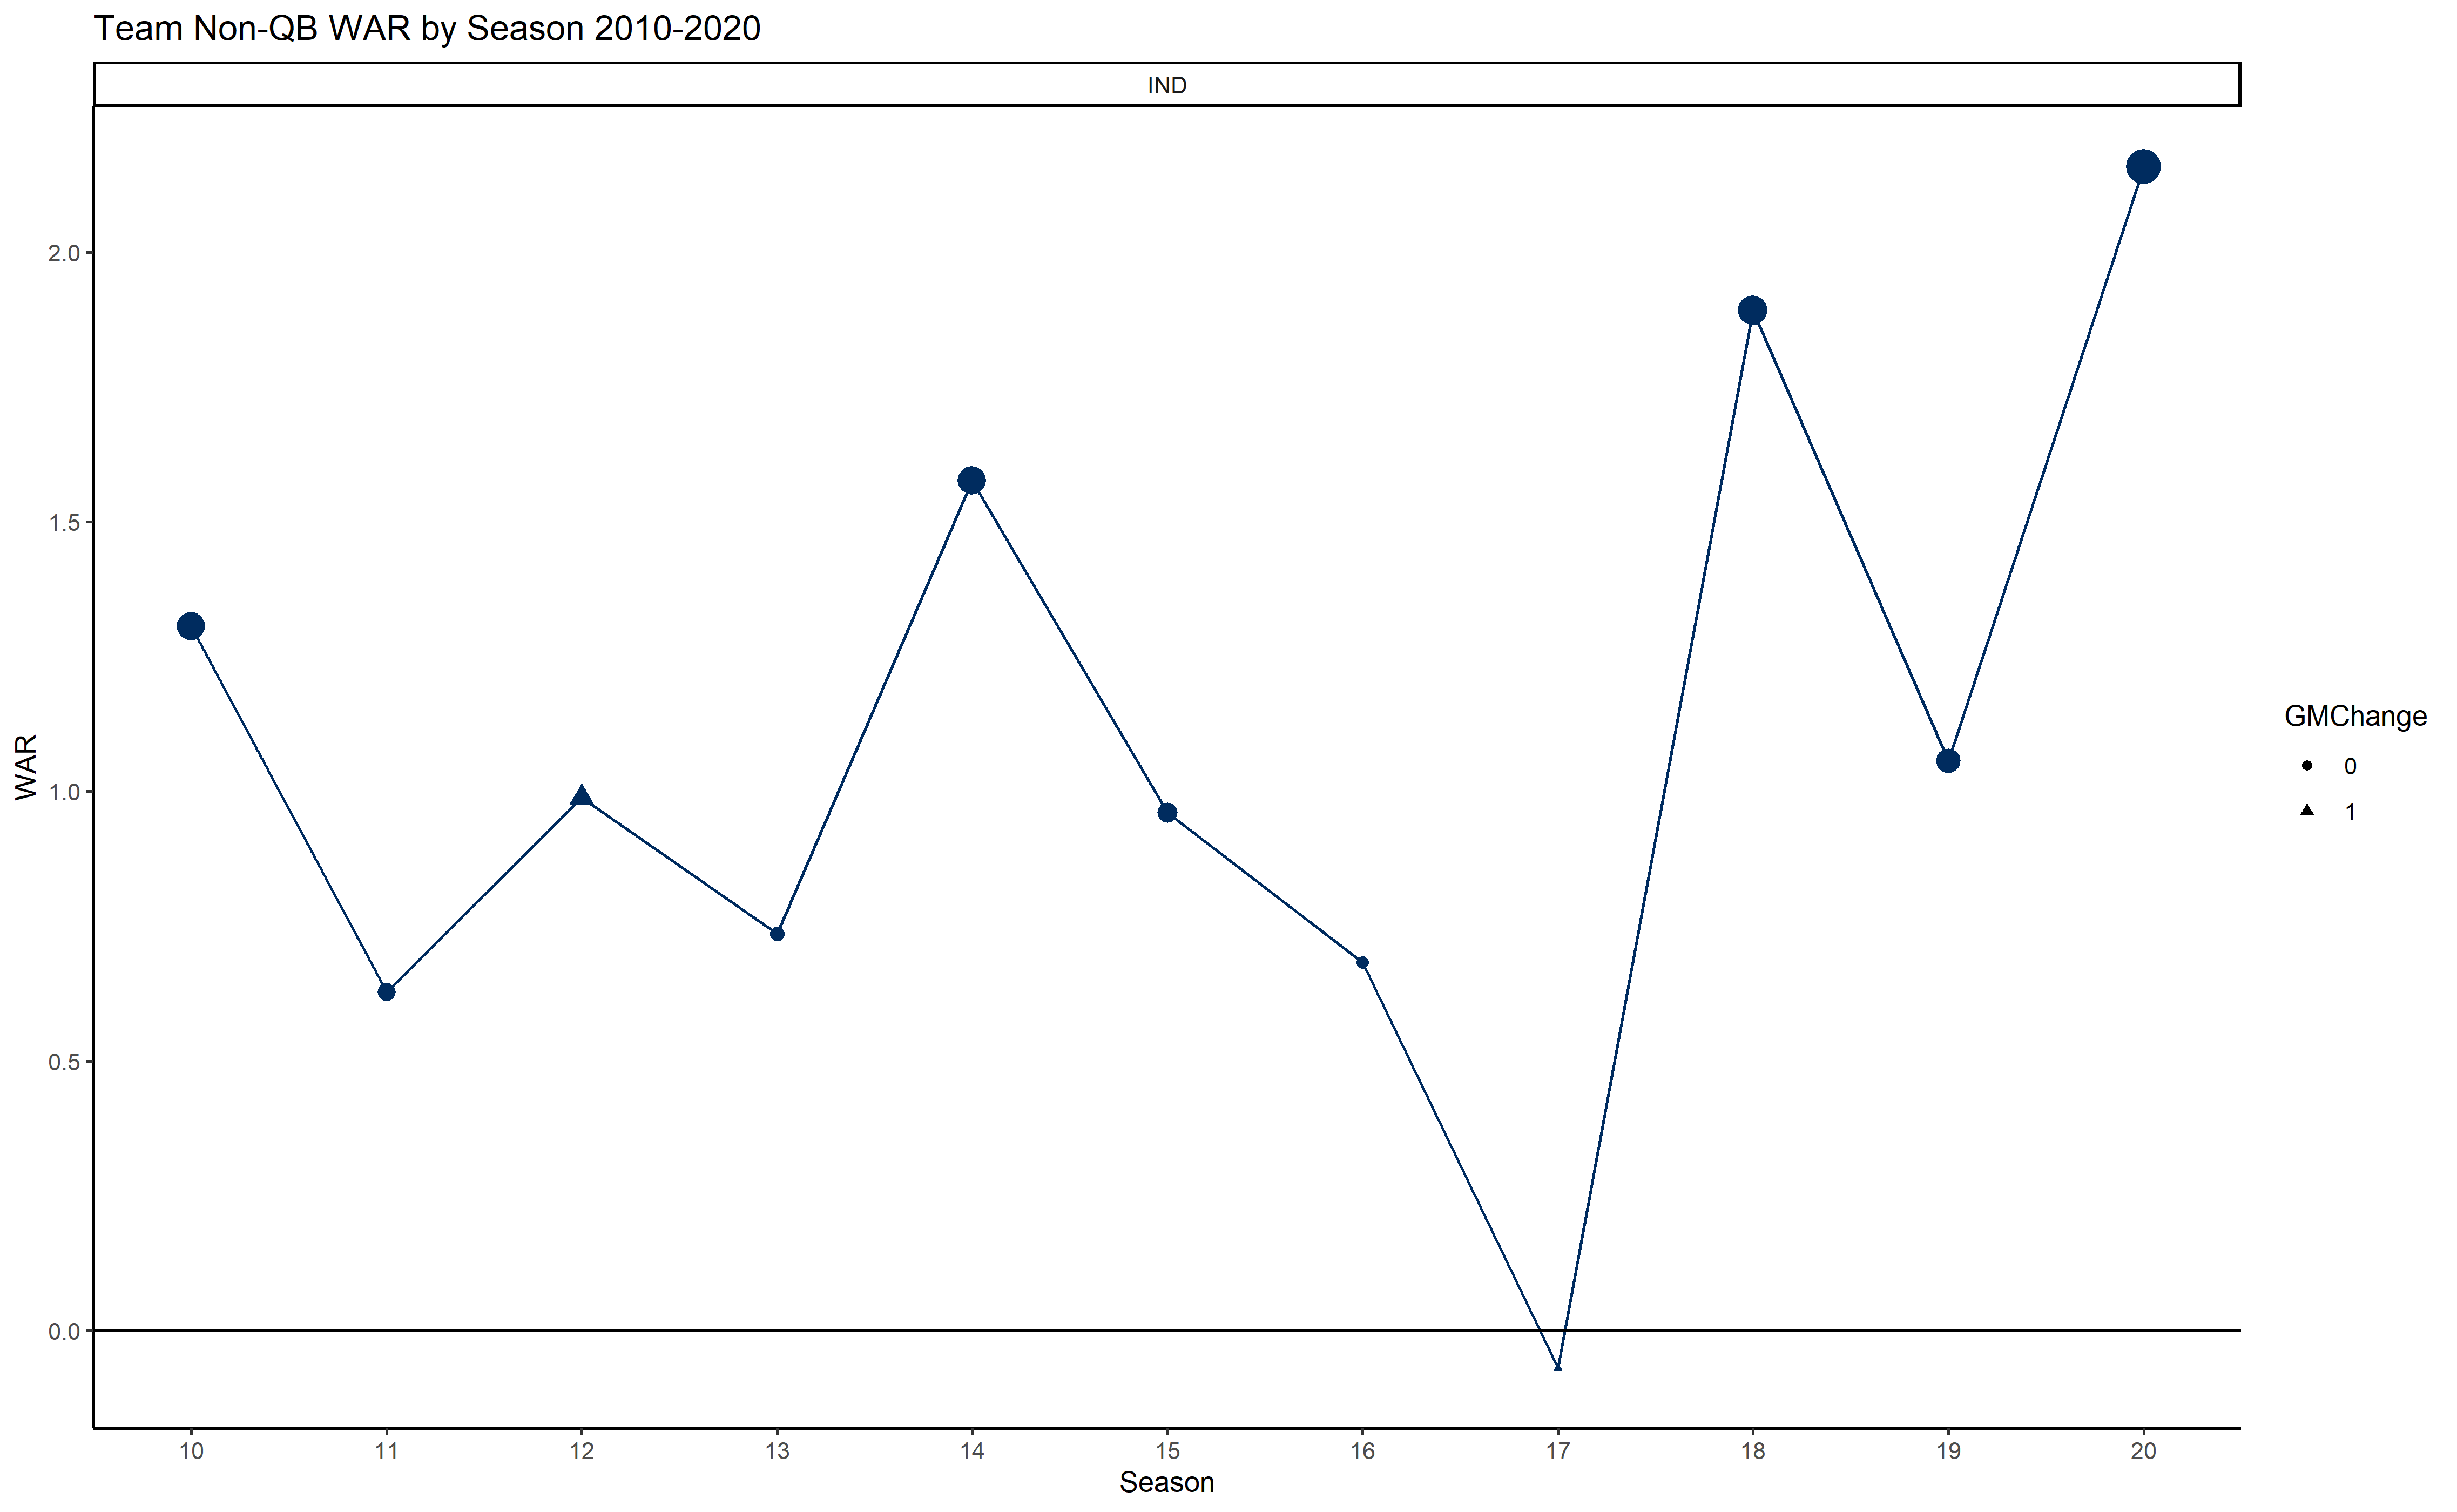 Team Non-QB WAR by Season 2010-2020
IND
2.0
1.5
1.0
0.5
0.0
WAR
10 11 12 13 14 15 16 17 18 19 20
Season
GMChange
0
1